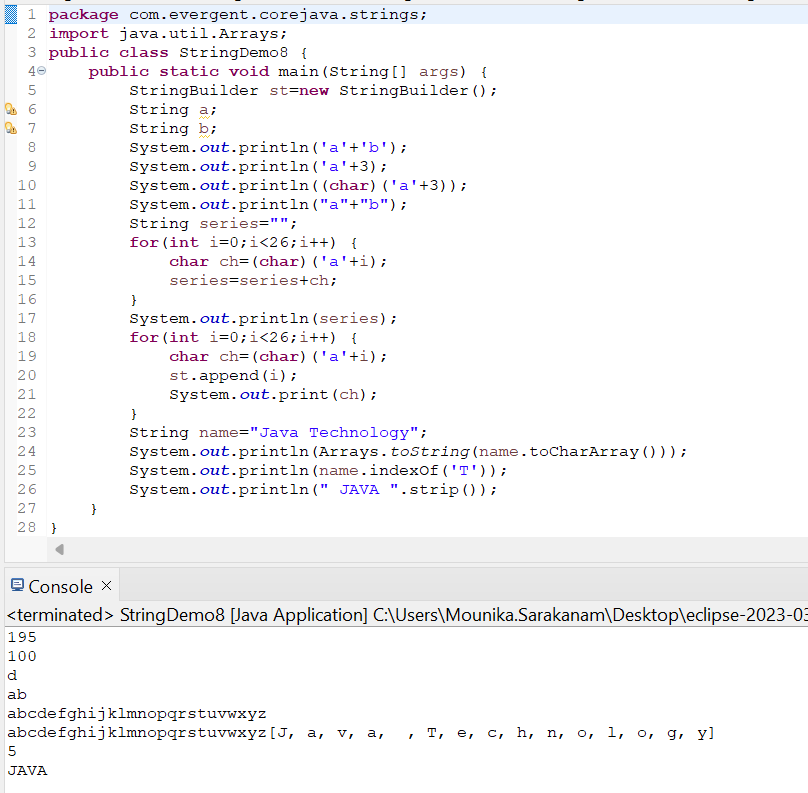 1 package com.evergent.corejava.strings;
2 import java.util.Arrays;
3 public class StringDemo8 {
4 public static void main(String[] args) {
5 StringBuilder st=new StringBuilder();
6 String a;
7 String b;
8 System.out.println('a'+'b');
9 System.out.println('a'+3);
10 System.out.println((char)('a'+3));
11 System.out.println("a"+"b");
12 String series="";
13 for(int i=0;i<26;i++) {
14 char ch=(char)('a'+i);
15 series=series+ch;
16 }
17 System.out.println(series);
18 for(int i=0;i<26;i++) {
19 char ch=(char)('a'+i);
20 st.append(i);
21 System.out.print(ch);
22 }
23 String name="Java Technology";
24 System.out.println(Arrays.toString(name.toCharArray()));
25 System.out.println(name.indexOf('T'));
26 System.out.println(" JAVA ".strip());
27 }
28 }
Console
<terminated> StringDemo8 [Java Application] C:\Users\Mounika.Sarakanam\Desktop\eclipse-2023-03
195
100
d
ab
abcdefghijklmnopqrstuvwxyz
abcdefghijklmnopqrstuvwxyz[J, a, v, a,  , T, e, c, h, n, o, l, o, g, y]
5
JAVA